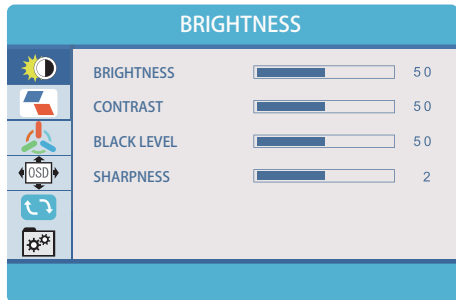 BRIGHTNESS
BRIGHTNESS 50
CONTRAST 50
BLACK LEVEL 50
OSD
SHARPNESS 2